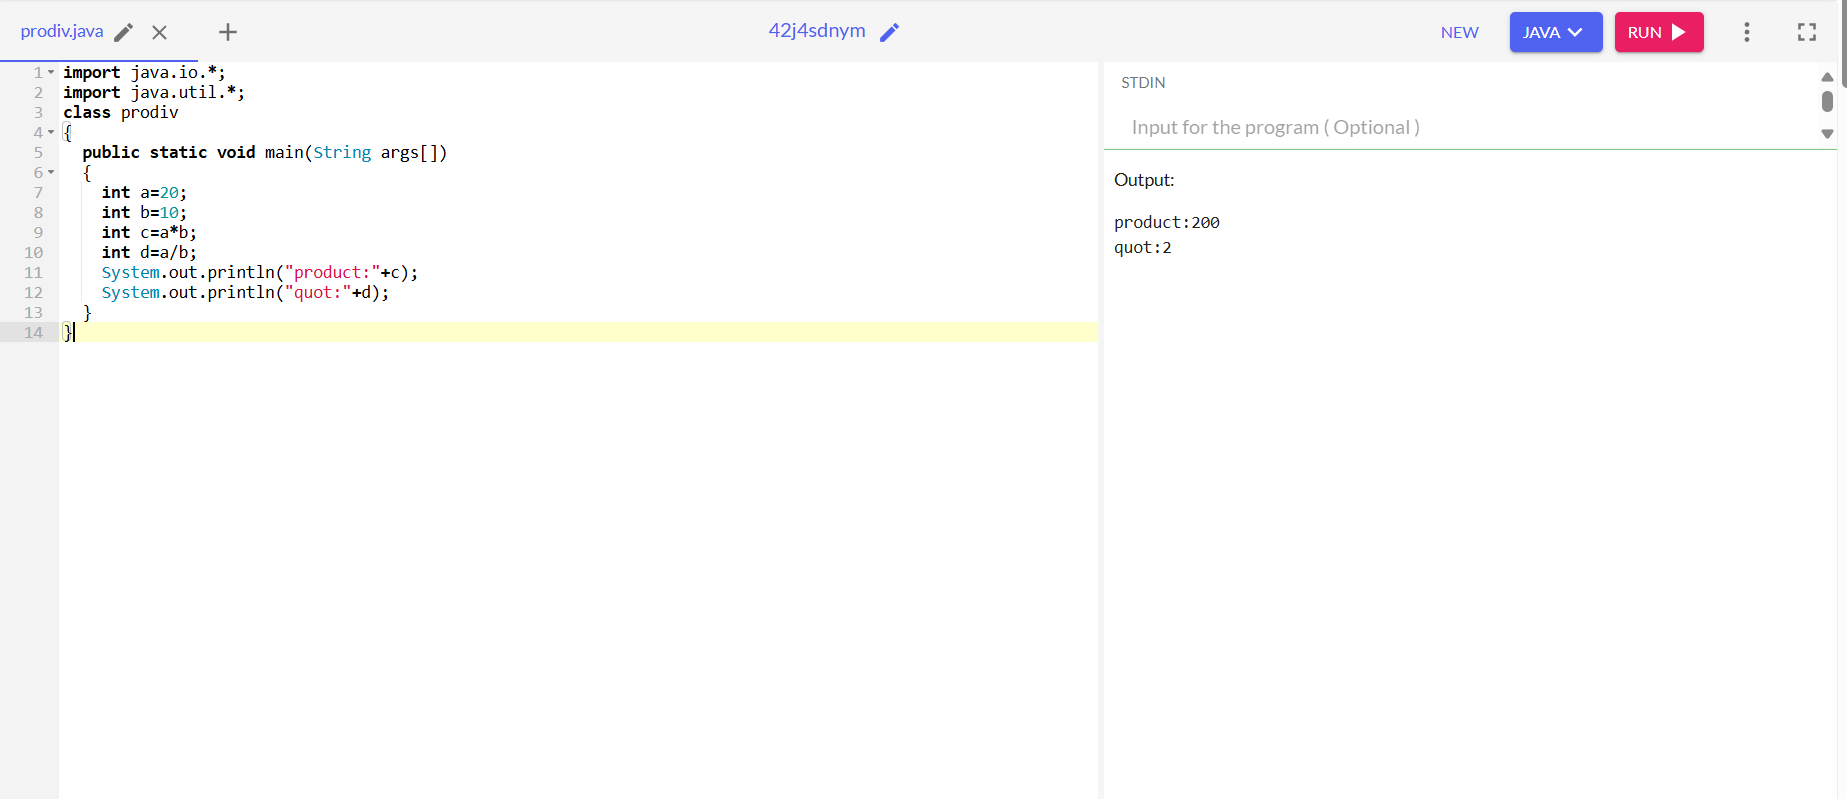 prodiv.java
42j4sdnym
NEW
JAVA
RUN
1 import java.io.*;
2 import java.util.*;
3 class prodiv
4 {
5   public static void main(String args[])
6   {
7     int a=20;
8     int b=10;
9     int c=a*b;
10     int d=a/b;
11     System.out.println("product:"+c);
12     System.out.println("quot:"+d);
13   }
14 }
STDIN
Input for the program ( Optional )
Output:
product:200
quot:2